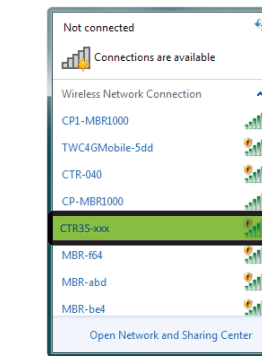 Not connected
Connections are available
Wireless Network Connection
CP1-MBR1000
TWC4GMobile-5dd
CTR-040
CP-MBR1000
CTR35-xxx
MBR-f64
MBR-abd
MBR-be4
Open Network and Sharing Center